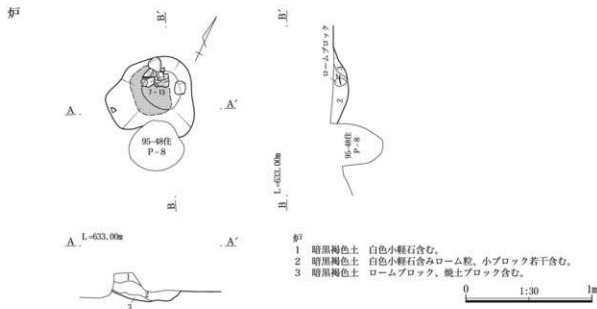 炉
B′
7・13
A
A′
95-48住
P-8
B
A L=633.00m A′
3
B′
ロームブロック
3
2
95-48住
P-8
B L=633.00m
炉
1 暗黒褐色土 白色小軽石含む。
2 暗黒褐色土 白色小軽石含みローム粒、小ブロック若干含む。
3 暗黒褐色土 ロームブロック、焼土ブロック含む。
0 1:30 1m